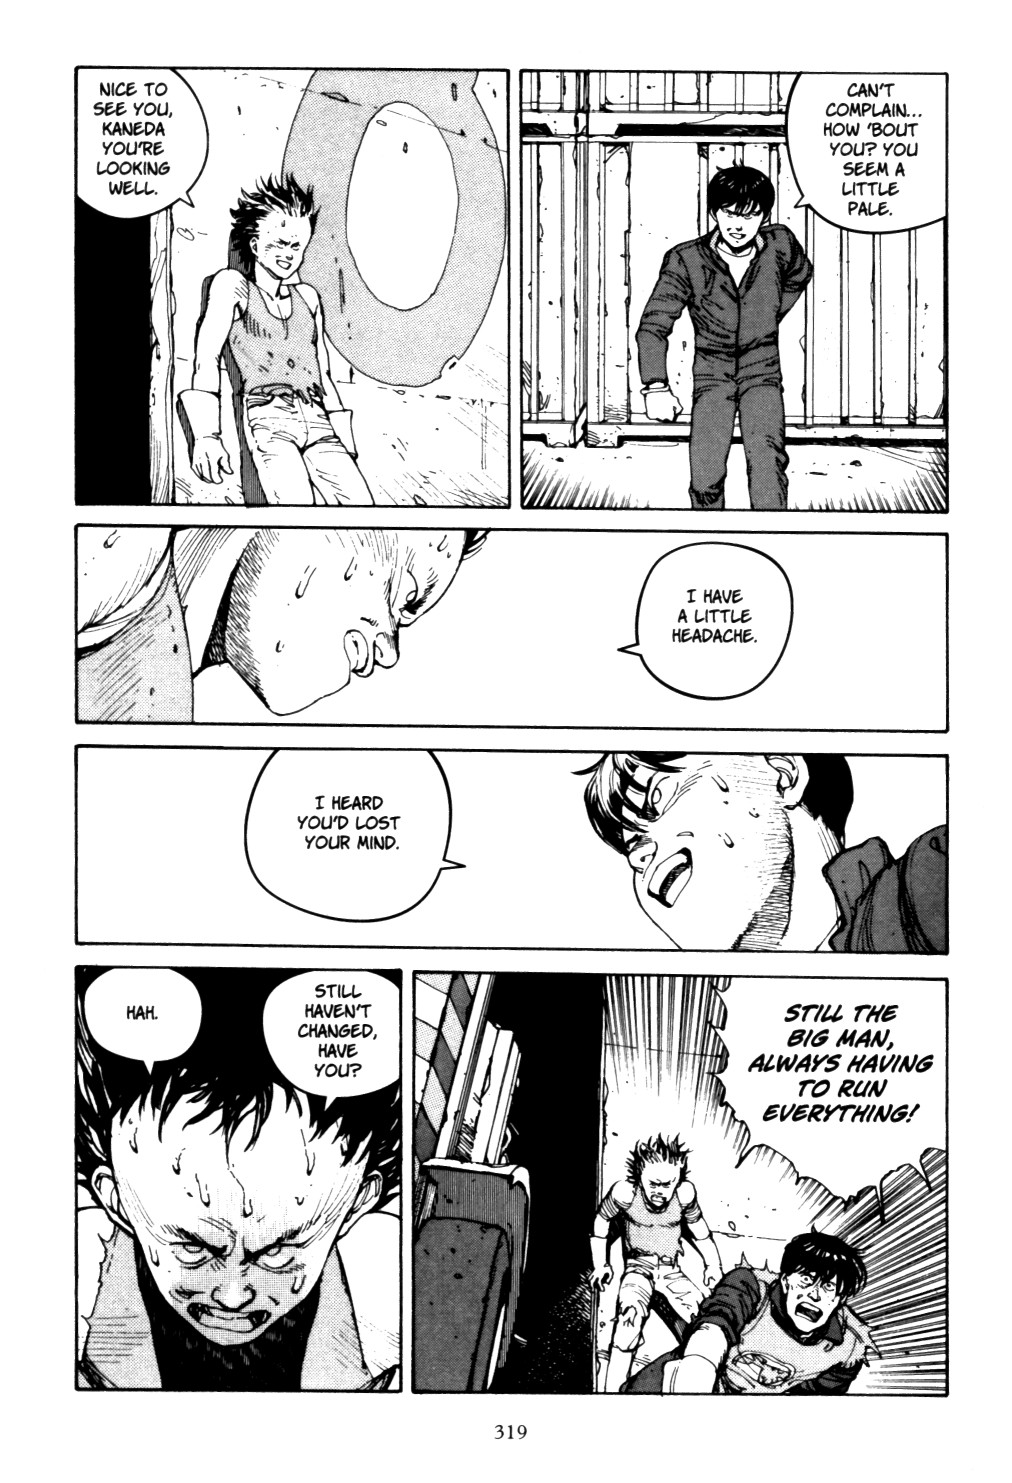 NICE TO
SEE YOU,
KANEDA
YOU'RE
LOOKING
WELL.
CAN'T
COMPLAIN...
HOW 'BOUT
YOU? YOU
SEEM A
LITTLE
PALE.
I HAVE
A LITTLE
HEADACHE.
I HEARD
YOU'D LOST
YOUR MIND.
HAH.
STILL
HAVEN'T
CHANGED,
HAVE
YOU?
STILL THE
BIG MAN,
ALWAYS HAVING
TO RUN
EVERYTHING!
319